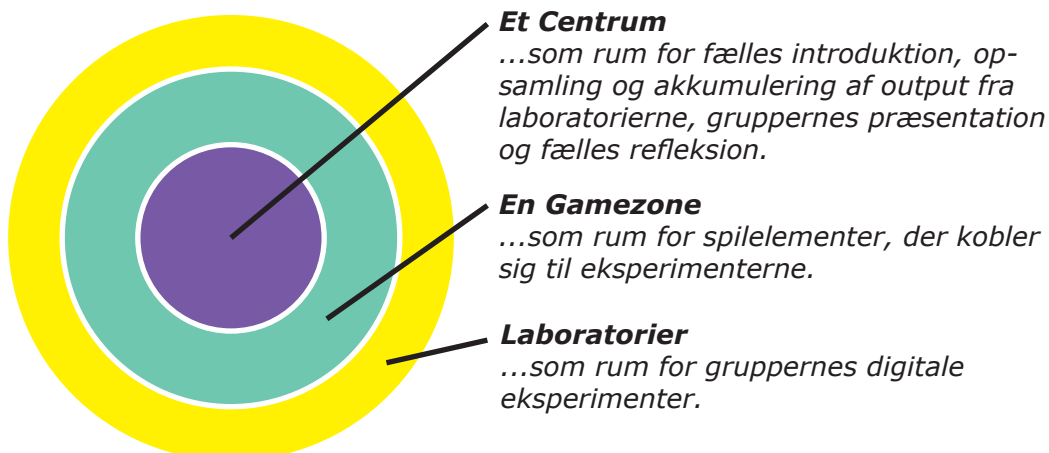 Et Centrum
...som rum for fælles introduktion, op-
samling og akkumulering af output fra
laboratorierne, gruppernes præsentation
og fælles refleksion.
En Gamezone
...som rum for spilelementer, der kobler
sig til eksperimenterne.
Laboratorier
...som rum for gruppernes digitale
eksperimenter.